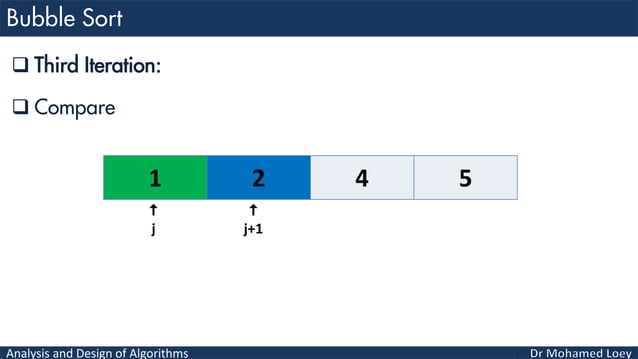 Bubble Sort
Third Iteration:
Compare
1 2 4 5
↑ ↑
j j+1
Analysis and Design of Algorithms Dr Mohamed Loey